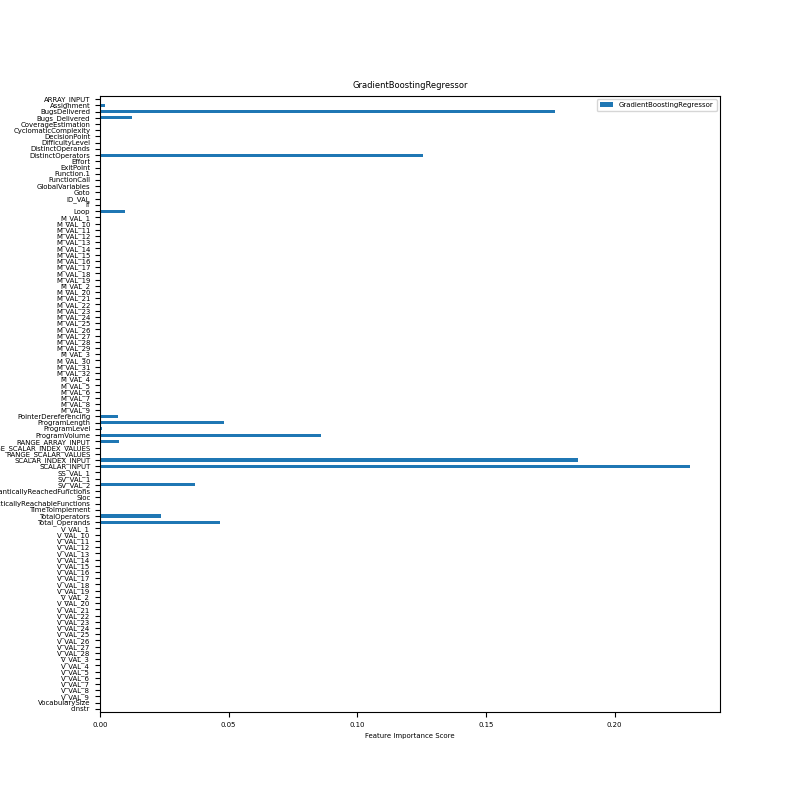 GradientBoostingRegressor
GradientBoostingRegressor
ARRAY_INPUT
Assignment
BugsDelivered
Bugs_Delivered
CoverageEstimation
CyclomaticComplexity
DecisionPoint
DifficultyLevel
DistinctOperands
DistinctOperators
Effort
ExitPoint
Function.1
FunctionCall
GlobalVariables
Goto
ID_VAL
If
Loop
M_VAL_1
M_VAL_10
M_VAL_11
M_VAL_12
M_VAL_13
M_VAL_14
M_VAL_15
M_VAL_16
M_VAL_17
M_VAL_18
M_VAL_19
M_VAL_2
M_VAL_20
M_VAL_21
M_VAL_22
M_VAL_23
M_VAL_24
M_VAL_25
M_VAL_26
M_VAL_27
M_VAL_28
M_VAL_29
M_VAL_3
M_VAL_30
M_VAL_31
M_VAL_32
M_VAL_4
M_VAL_5
M_VAL_6
M_VAL_7
M_VAL_8
M_VAL_9
PointerDereferencing
ProgramLength
ProgramLevel
ProgramVolume
RANGE_ARRAY_INPUT
E_SCALAR_INDEX_VALUES
RANGE_SCALAR_VALUES
SCALAR_INDEX_INPUT
SCALAR_INPUT
SS_VAL_1
SV_VAL_1
SV_VAL_2
anticallyReachedFunctions
Sloc
ticallyReachableFunctions
TimeToImplement
TotalOperators
Total_Operands
V_VAL_1
V_VAL_10
V_VAL_11
V_VAL_12
V_VAL_13
V_VAL_14
V_VAL_15
V_VAL_16
V_VAL_17
V_VAL_18
V_VAL_19
V_VAL_2
V_VAL_20
V_VAL_21
V_VAL_22
V_VAL_23
V_VAL_24
V_VAL_25
V_VAL_26
V_VAL_27
V_VAL_28
V_VAL_3
V_VAL_4
V_VAL_5
V_VAL_6
V_VAL_7
V_VAL_8
V_VAL_9
VocabularySize
cinstr
0.00 0.05 0.10 0.15 0.20
Feature Importance Score